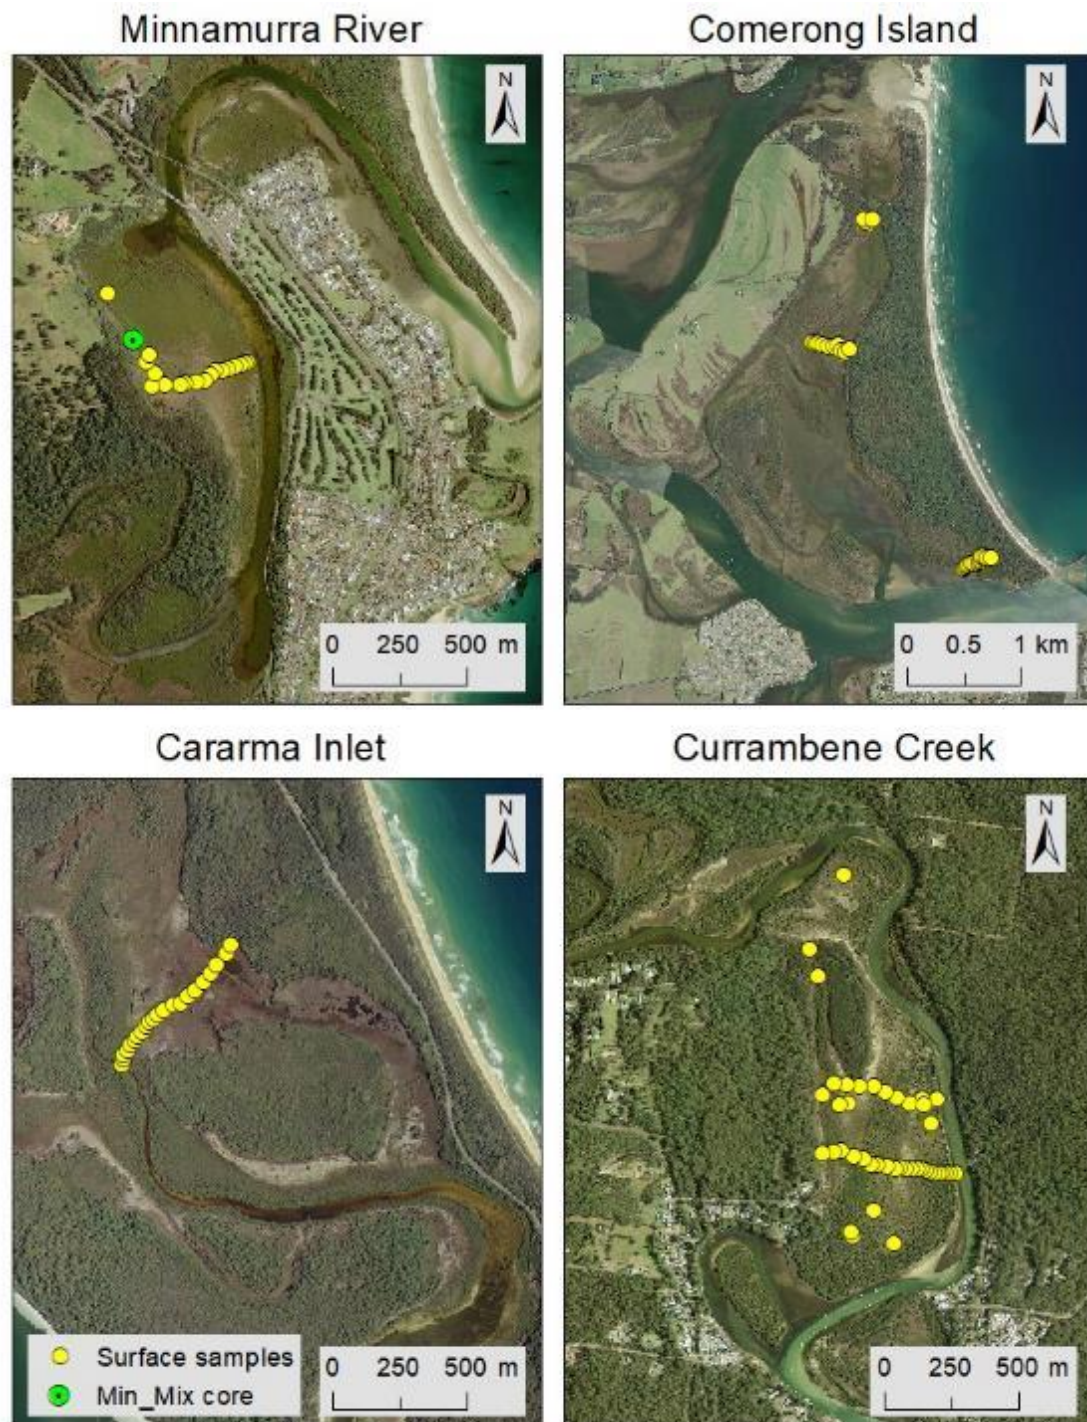 Minnamurra River
Comerong Island
N
N
0 250 500 m
0 0.5 1 km
Cararma Inlet
Currambene Creek
N
N
Surface samples
Min_Mix core
0 250 500 m
0 250 500 m